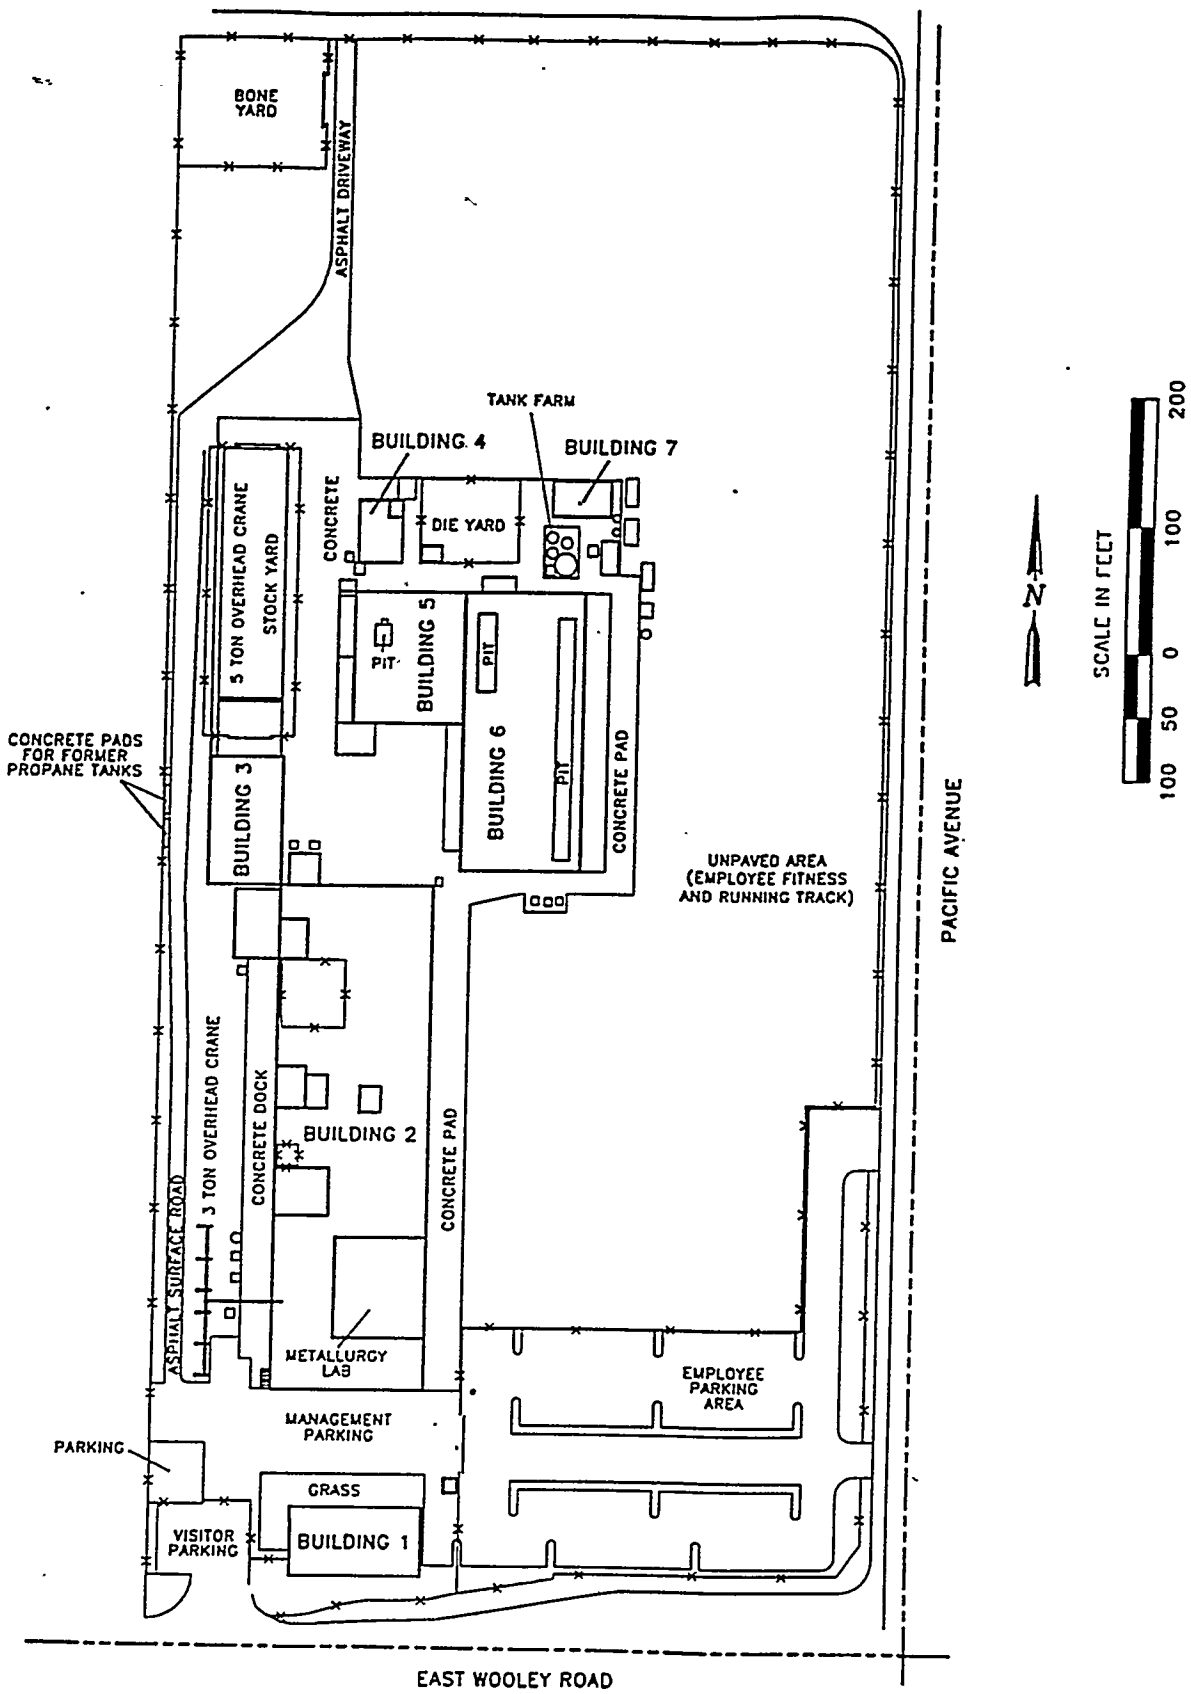 BONE
YARD
ASPHALT DRIVEWAY
TANK FARM
BUILDING 4
BUILDING 7
CONCRETE
DIE YARD
5 TON OVERHEAD CRANE
STOCK YARD
PIT
BUILDING 5
PIT
BUILDING 6
PIT
CONCRETE PAD
CONCRETE PADS
FOR FORMER
PROPANE TANKS
BUILDING 3
UNPAVED AREA
(EMPLOYEE FITNESS
AND RUNNING TRACK)
PACIFIC AVENUE
N
SCALE IN FEET
100 50 0 100 200
3 TON OVERHEAD CRANE
CONCRETE DOCK
BUILDING 2
CONCRETE PAD
ASPHALT SURFACE ROAD
METALLURGY
LAB
EMPLOYEE
PARKING
AREA
MANAGEMENT
PARKING
PARKING
GRASS
VISITOR
PARKING
BUILDING 1
EAST WOOLEY ROAD